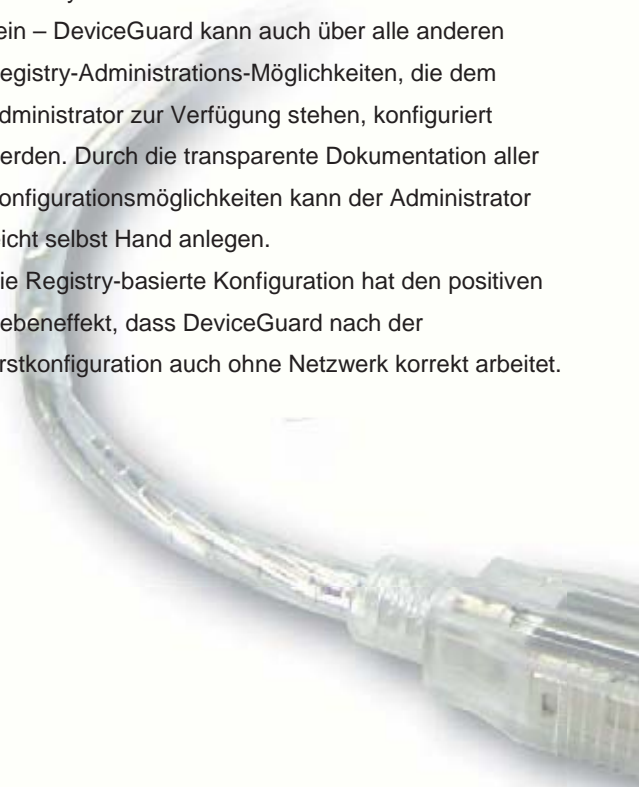 ein – DeviceGuard kann auch über alle anderen
egistry-Administrations-Möglichkeiten, die dem
dministrator zur Verfügung stehen, konfiguriert
erden. Durch die transparente Dokumentation aller
onfigurationsmöglichkeiten kann der Administrator
eicht selbst Hand anlegen.
ie Registry-basierte Konfiguration hat den positiven
ebeneffekt, dass DeviceGuard nach der
rstkonfiguration auch ohne Netzwerk korrekt arbeitet.